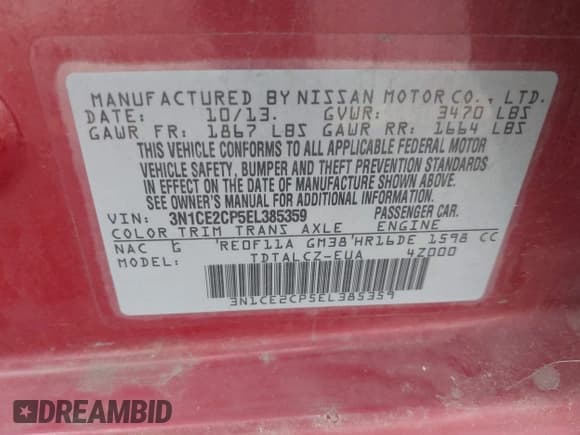 MANUFACTURED BY NISSAN MOTOR CO., LTD.
DATE: 10/13. GVWR: 3470 LBS
GAWR FR: 1867 LBS GAWR RR: 1664 LBS
THIS VEHICLE CONFORMS TO ALL APPLICABLE FEDERAL MOTOR
VEHICLE SAFETY, BUMPER AND THEFT PREVENTION STANDARDS
IN EFFECT ON THE DATE OF MANUFACTURE SHOWN ABOVE.
SEE OWNER'S MANUAL FOR ADDITIONAL INFORMATION.
VIN: 3N1CE2CP5EL385359 PASSENGER CAR.
COLOR TRIM TRANS AXLE ENGINE
NAC G 'RE0F11A GM38'HR16DE 1598 CC
MODEL: TDTALCZ-EUA 4Z000
3N1CE2CP5EL385359
DREAMBID